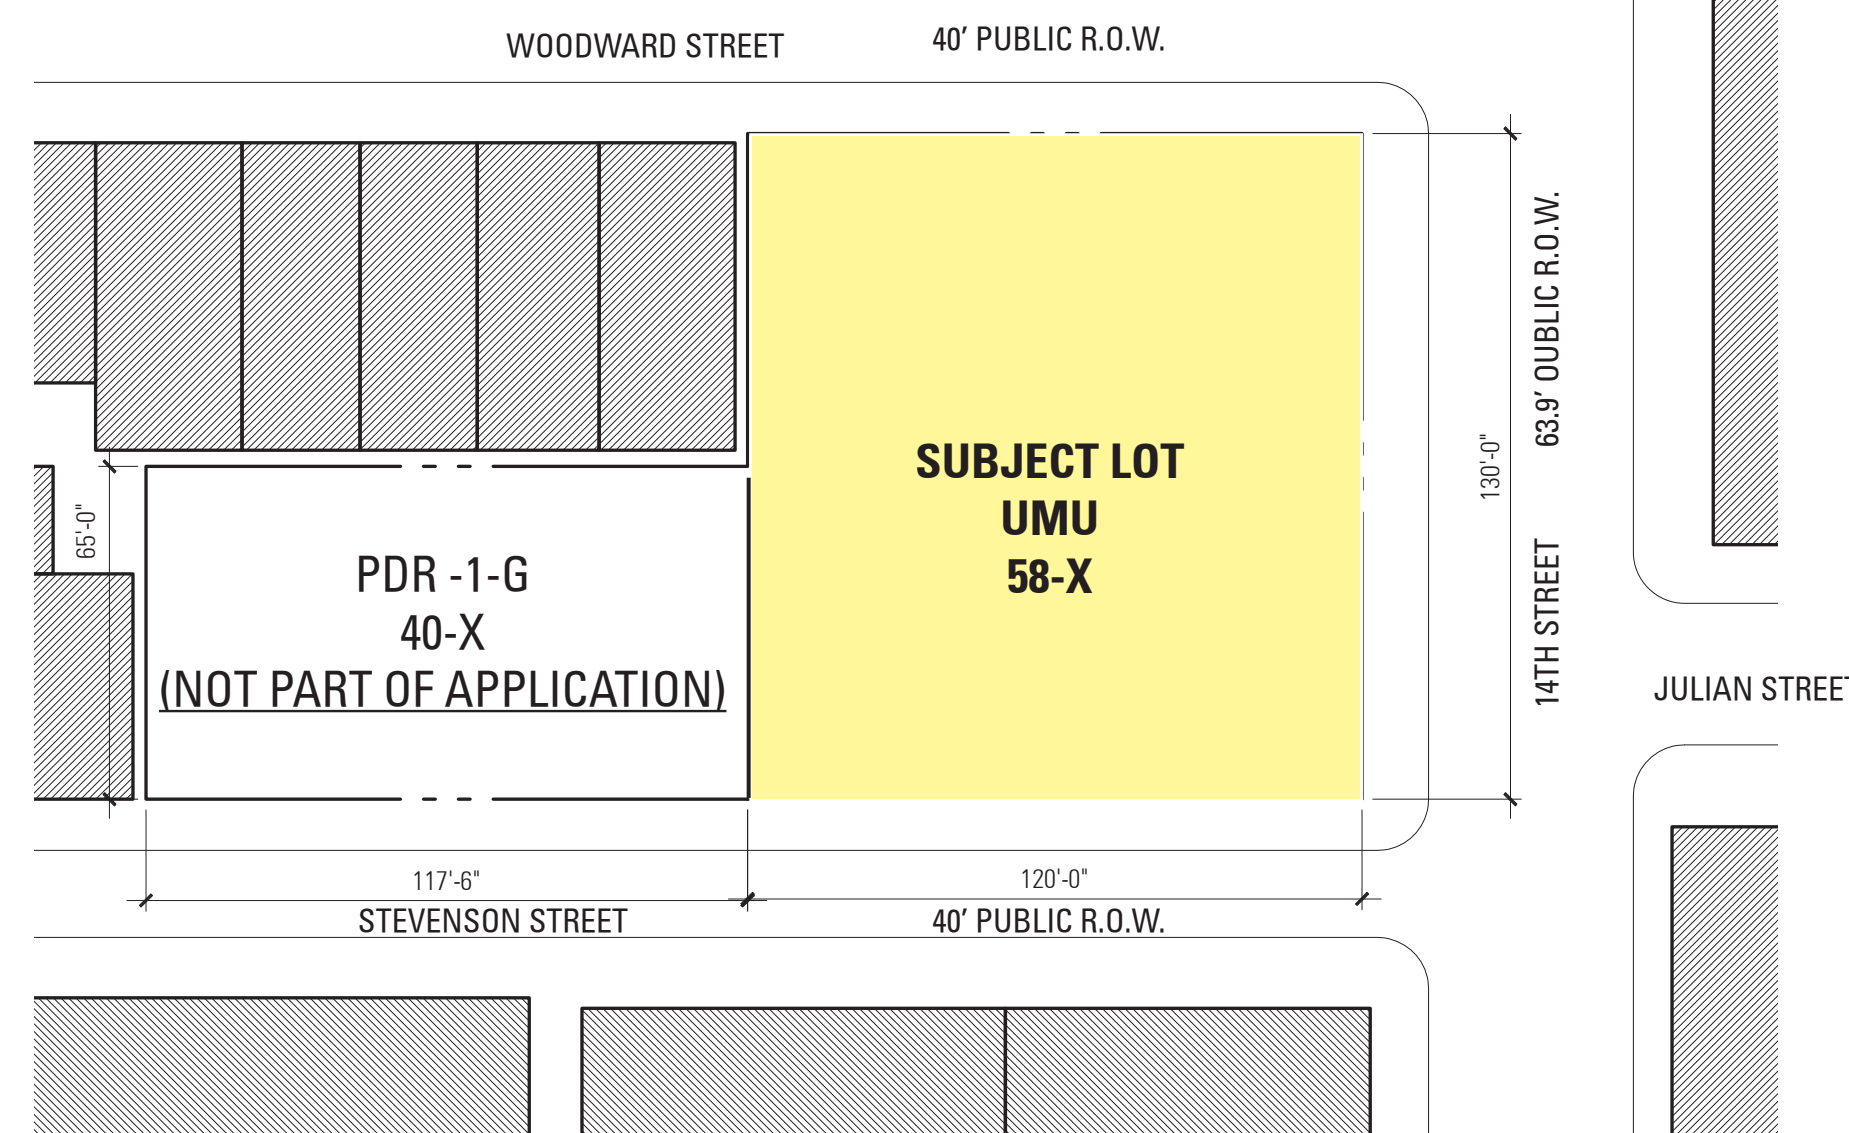 WOODWARD STREET
40' PUBLIC R.O.W.
63.9' OUBLIC R.O.W.
14TH STREET
130'-0"
SUBJECT LOT
UMU
58-X
65'-0"
PDR -1-G
40-X
(NOT PART OF APPLICATION)
JULIAN STREET
117'-6"
120'-0"
STEVENSON STREET
40' PUBLIC R.O.W.